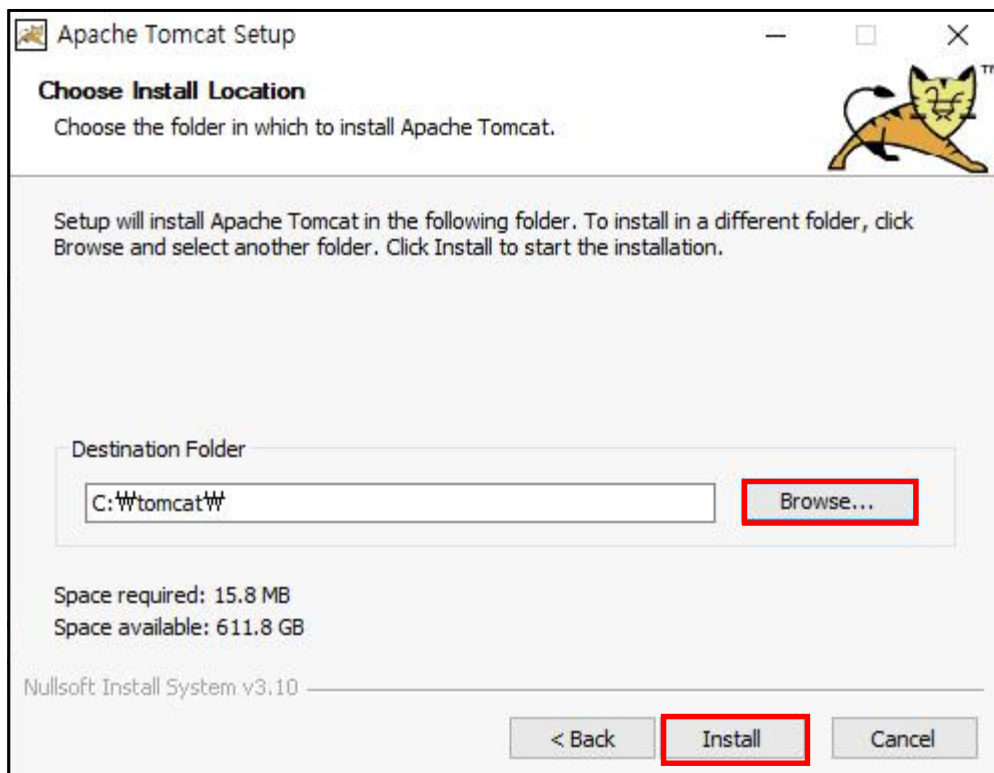 Apache Tomcat Setup
Choose Install Location
Choose the folder in which to install Apache Tomcat.
TM
Setup will install Apache Tomcat in the following folder. To install in a different folder, click
Browse and select another folder. Click Install to start the installation.
Destination Folder
C:₩tomcat₩
Browse...
Space required: 15.8 MB
Space available: 611.8 GB
Nullsoft Install System v3.10
< Back
Install
Cancel